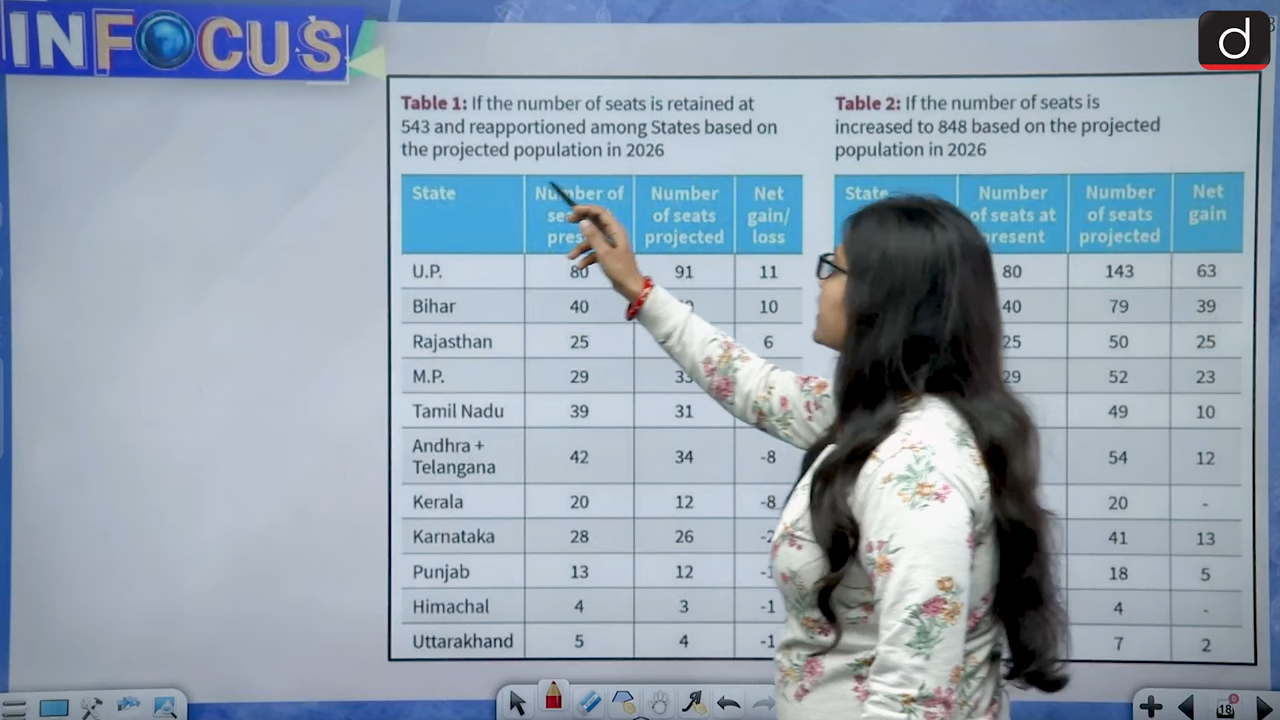 INFOCUS
d
Table 1: If the number of seats is retained at
543 and reapportioned among States based on
the projected population in 2026
State Number of Number Net
of seats gain/
projected loss
U.P. 80 91 11
Bihar 40 10
Rajasthan 25 6
M.P. 29
Tamil Nadu 39 31
Andhra +
Telangana 42 34 -8
Kerala 20 12 -8
Karnataka 28 26
Punjab 13 12
Himachal 4 3 -1
Uttarakhand 5 4 -1
Table 2: If the number of seats is
increased to 848 based on the projected
population in 2026
State Number Number Net
of seats at of seats gain
present projected
80 143 63
40 79 39
25 50 25
29 52 23
49 10
54 12
20 -
41 13
18 5
4 -
7 2
18